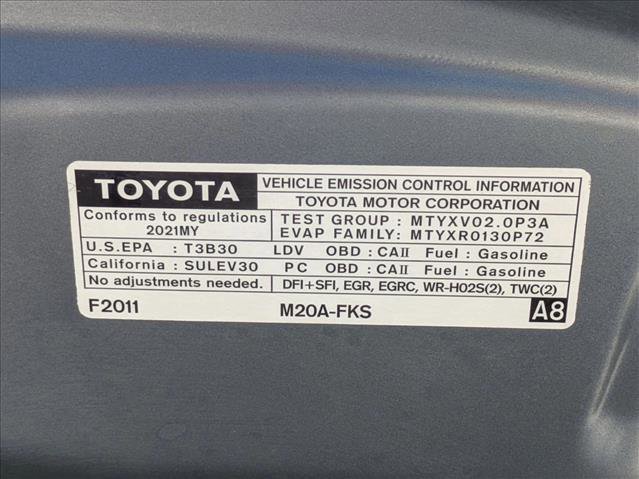 TOYOTA
VEHICLE EMISSION CONTROL INFORMATION
TOYOTA MOTOR CORPORATION
Conforms to regulations
2021MY
TEST GROUP : MTYXV02.0P3A
EVAP FAMILY: MTYXR0130P72
U.S.EPA : T3B30 LDV OBD : CAII Fuel : Gasoline
California : SULEV30 PC OBD : CAII Fuel : Gasoline
No adjustments needed. DFI+SFI, EGR, EGRC, WR-HO2S(2), TWC(2)
F2011 M20A-FKS A8